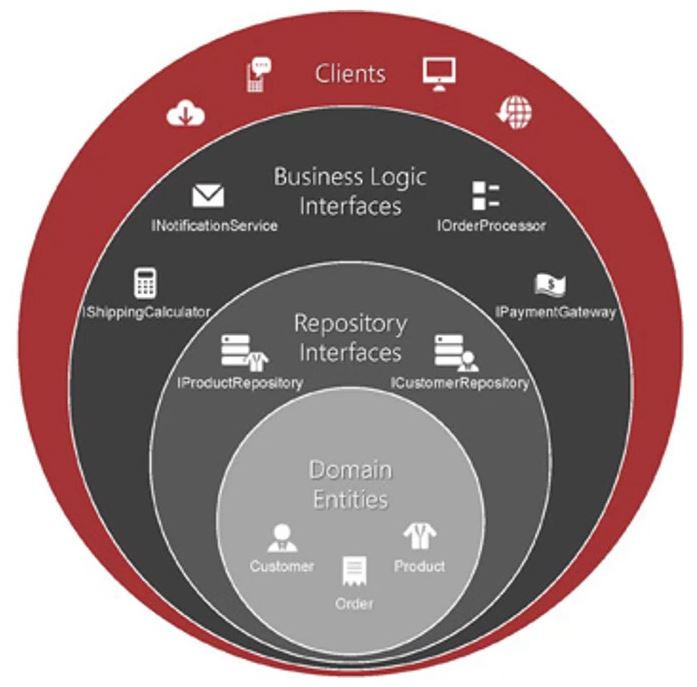 Clients
Business Logic
Interfaces
INotificationService
IOrderProcessor
IShippingCalculator
IPaymentGateway
Repository
Interfaces
IProductRepository
ICustomerRepository
Domain
Entities
Customer
Product
Order